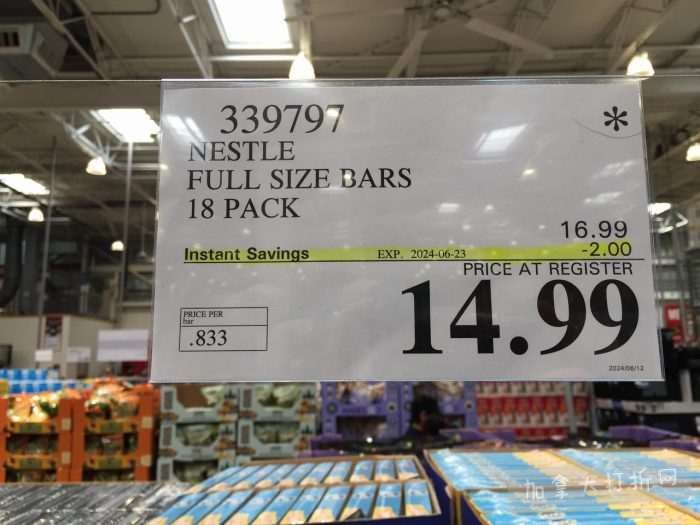 339797
*
NESTLE
FULL SIZE BARS
18 PACK
16.99
Instant Savings EXP. 2024-06-23 -2.00
PRICE AT REGISTER
14.99
PRICE PER
bar
.833
2024/06/12
加拿大打折网